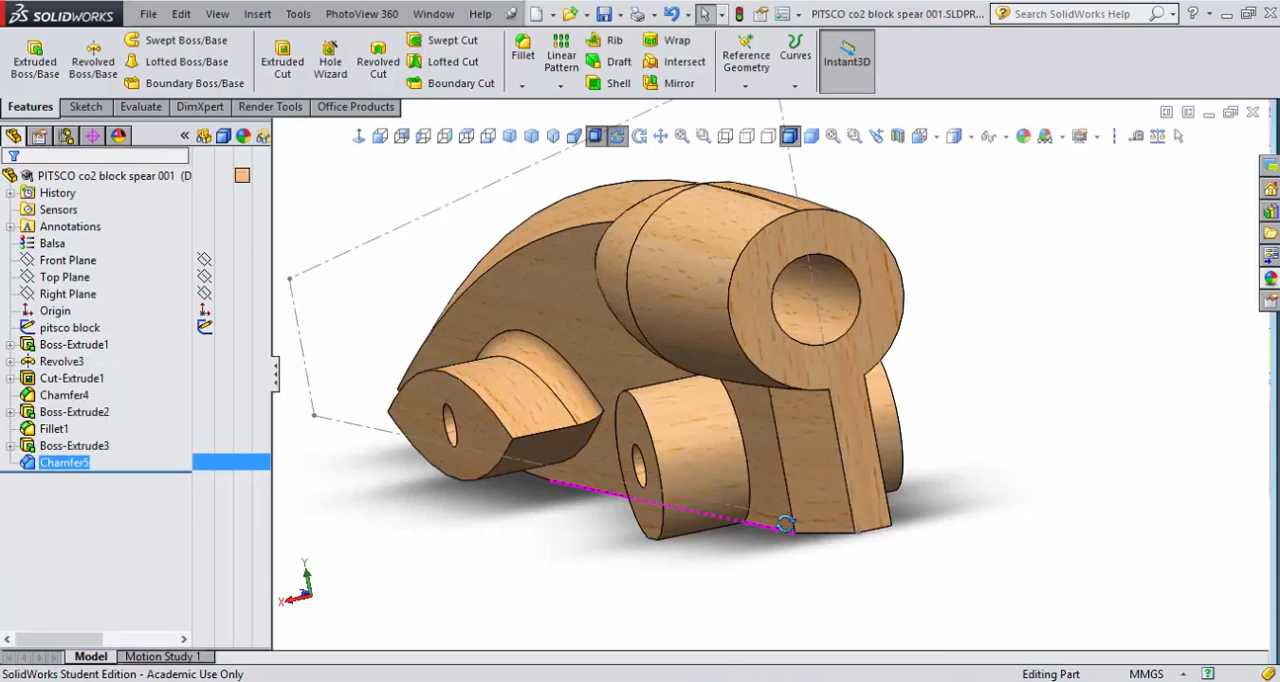 SOLIDWORKS File Edit View Insert Tools PhotoView 360 Window Help PITSCO co2 block spear 001.SLDPR... Search SolidWorks Help
Extruded Boss/Base Revolved Boss/Base Swept Boss/Base Lofted Boss/Base Boundary Boss/Base Extruded Cut Hole Wizard Revolved Cut Swept Cut Lofted Cut Boundary Cut Fillet Linear Pattern Rib Draft Shell Wrap Intersect Mirror Reference Geometry Curves Instant3D
Features Sketch Evaluate DimXpert Render Tools Office Products
PITSCO co2 block spear 001 (D
History
Sensors
Annotations
Balsa
Front Plane
Top Plane
Right Plane
Origin
pitsco block
Boss-Extrude1
Revolve3
Cut-Extrude1
Chamfer4
Boss-Extrude2
Fillet1
Boss-Extrude3
Chamfer5
Y
X
Model Motion Study 1
SolidWorks Student Edition - Academic Use Only Editing Part MMGS